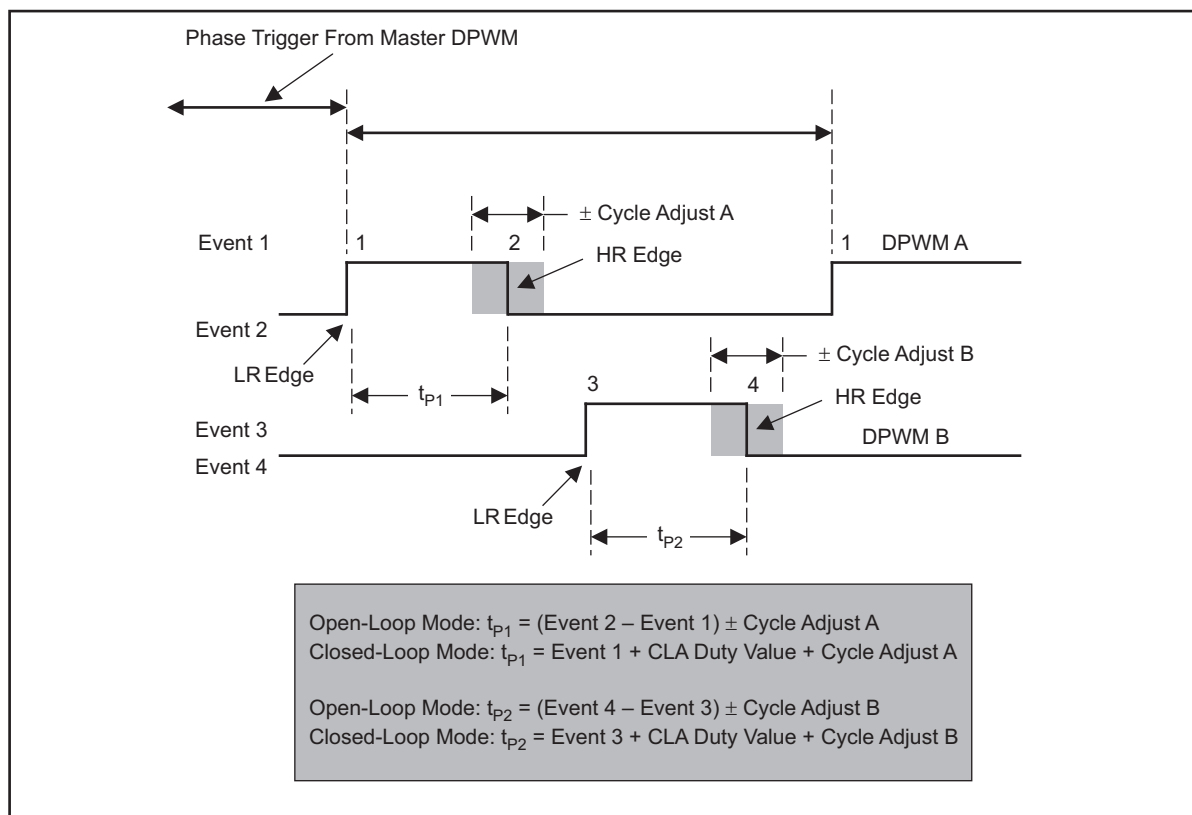 Phase Trigger From Master DPWM
± Cycle Adjust A
Event 1
1
2
HR Edge
1
DPWM A
Event 2
LR Edge
tP1
± Cycle Adjust B
3
4
HR Edge
Event 3
DPWM B
Event 4
LR Edge
tP2
Open-Loop Mode: tP1 = (Event 2 – Event 1) ± Cycle Adjust A
Closed-Loop Mode: tP1 = Event 1 + CLA Duty Value + Cycle Adjust A
Open-Loop Mode: tP2 = (Event 4 – Event 3) ± Cycle Adjust B
Closed-Loop Mode: tP2 = Event 3 + CLA Duty Value + Cycle Adjust B